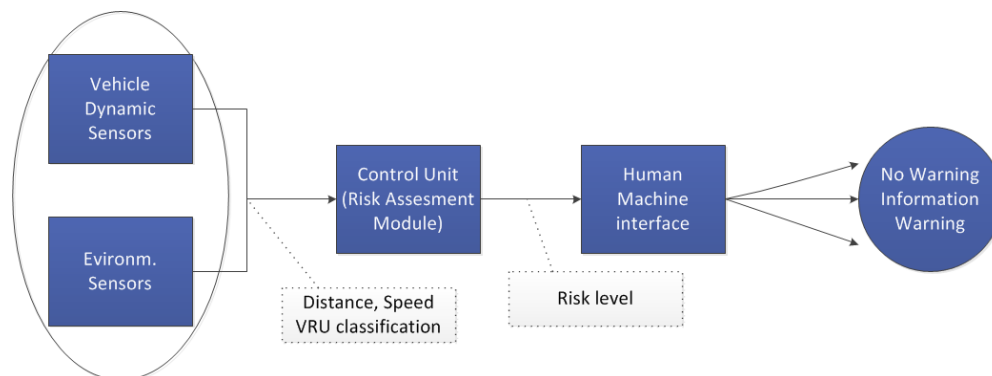 Vehicle
Dynamic
Sensors
Evironm.
Sensors
Distance, Speed
VRU classification
Control Unit
(Risk Assesment
Module)
Risk level
Human
Machine
interface
No Warning
Information
Warning